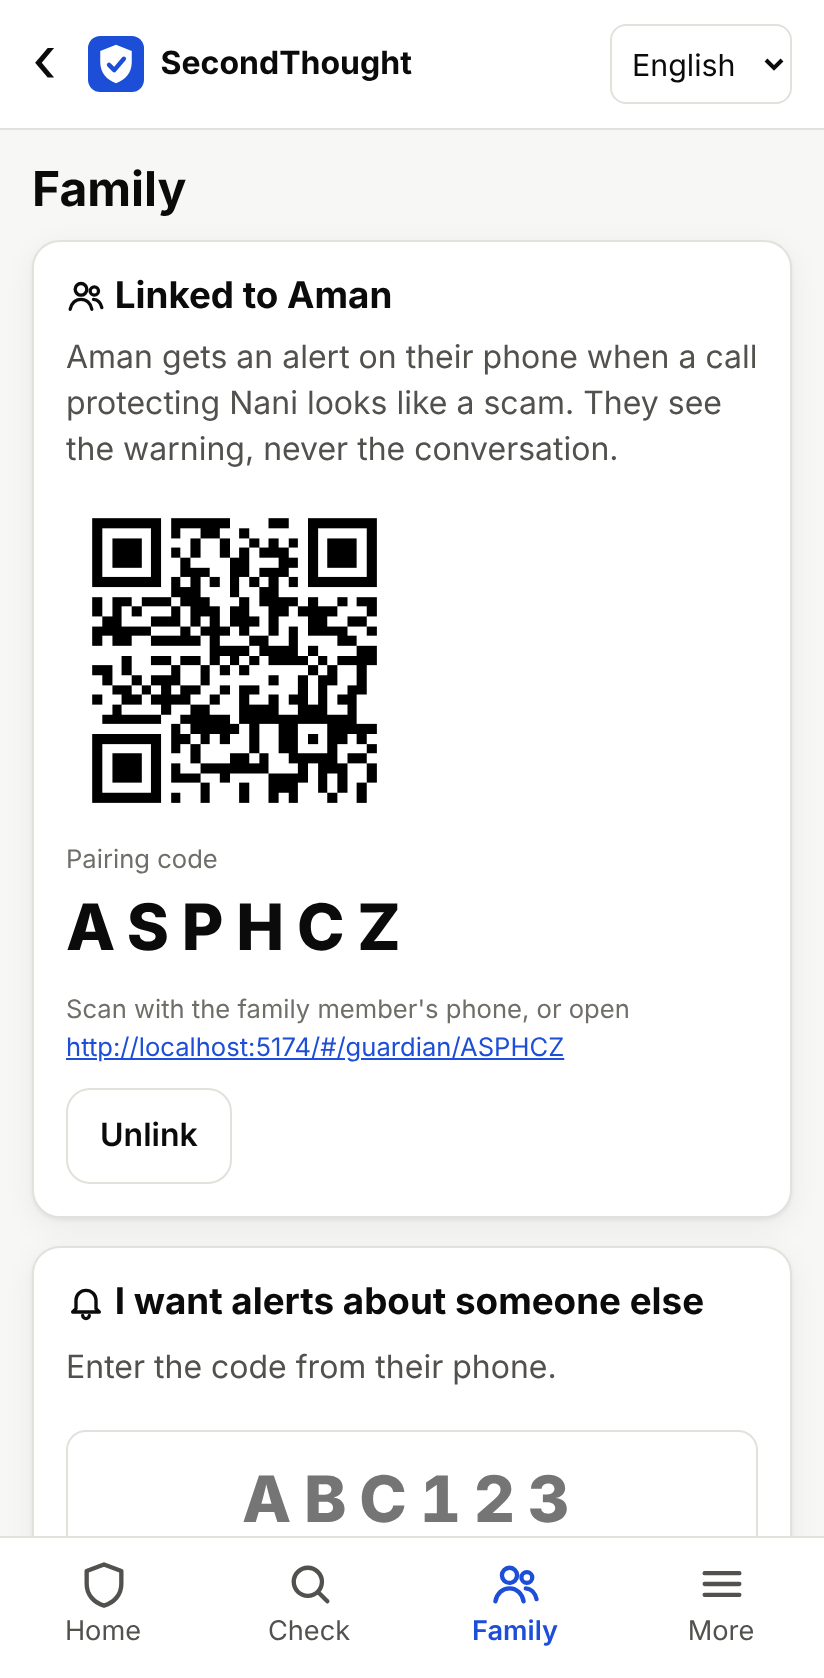 SecondThought
English
Family
Linked to Aman
Aman gets an alert on their phone when a call
protecting Nani looks like a scam. They see
the warning, never the conversation.
Pairing code
ASPHCZ
Scan with the family member's phone, or open
http://localhost:5174/#/guardian/ASPHCZ
Unlink
I want alerts about someone else
Enter the code from their phone.
ABC123
Home
Check
Family
More